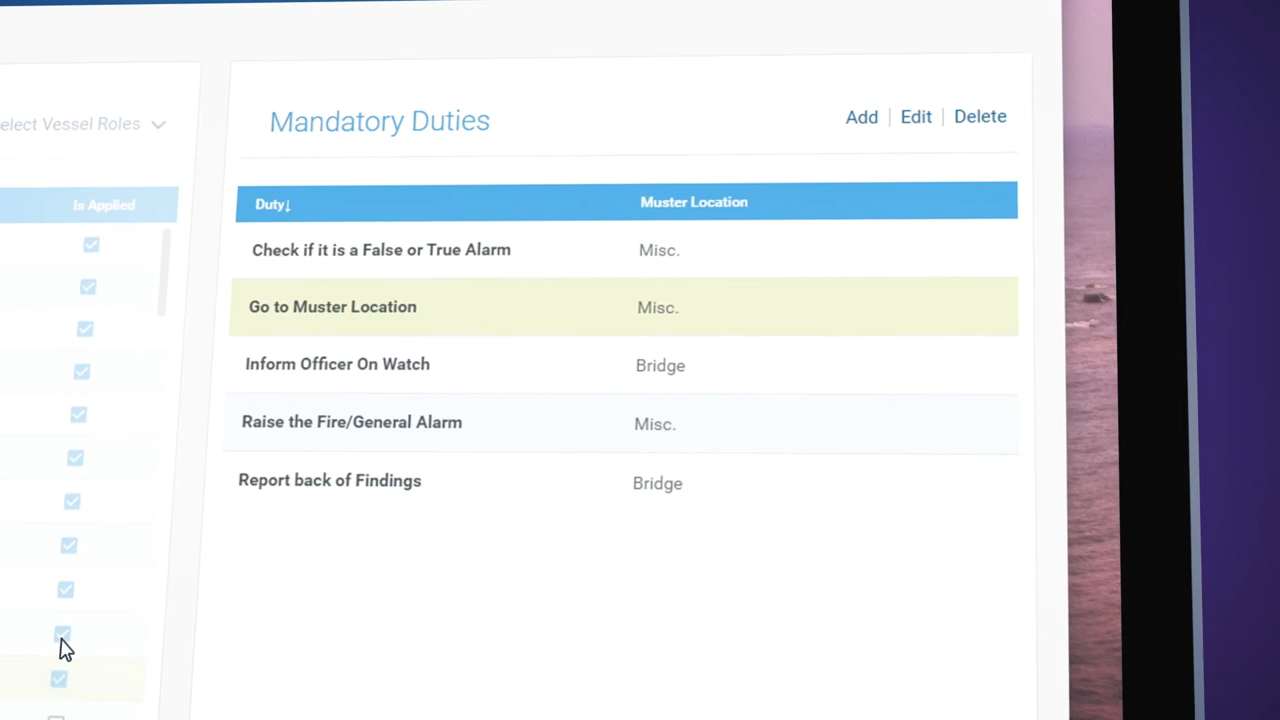 elect Vessel Roles
Is Applied
Mandatory Duties
Add | Edit | Delete
Duty↓ Muster Location
Check if it is a False or True Alarm Misc.
Go to Muster Location Misc.
Inform Officer On Watch Bridge
Raise the Fire/General Alarm Misc.
Report back of Findings Bridge